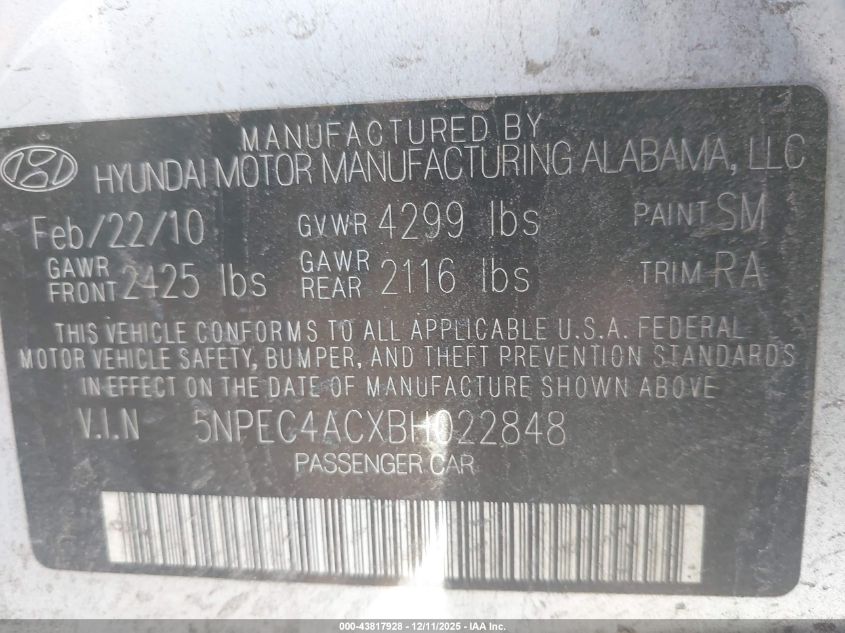 MANUFACTURED BY
HYUNDAI MOTOR MANUFACTURING ALABAMA, LLC
Feb/22/10 GVWR 4299 lbs PAINT SM
GAWR FRONT 2425 lbs GAWR REAR 2116 lbs TRIM RA
THIS VEHICLE CONFORMS TO ALL APPLICABLE U.S.A. FEDERAL
MOTOR VEHICLE SAFETY, BUMPER, AND THEFT PREVENTION STANDARDS
IN EFFECT ON THE DATE OF MANUFACTURE SHOWN ABOVE.
V.I.N 5NPEC4ACXBH022848
PASSENGER CAR
000-43817928 - 12/11/2025 - IAA Inc.